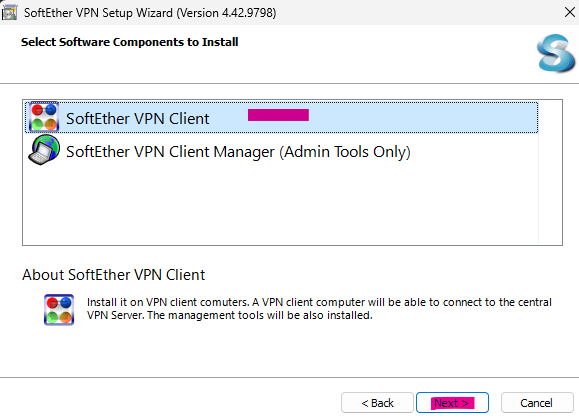 SoftEther VPN Setup Wizard (Version 4.42.9798)
Select Software Components to Install
SoftEther VPN Client
SoftEther VPN Client Manager (Admin Tools Only)
About SoftEther VPN Client
Install it on VPN client comuters. A VPN client computer will be able to connect to the central
VPN Server. The management tools will be also installed.
< Back
Next >
Cancel